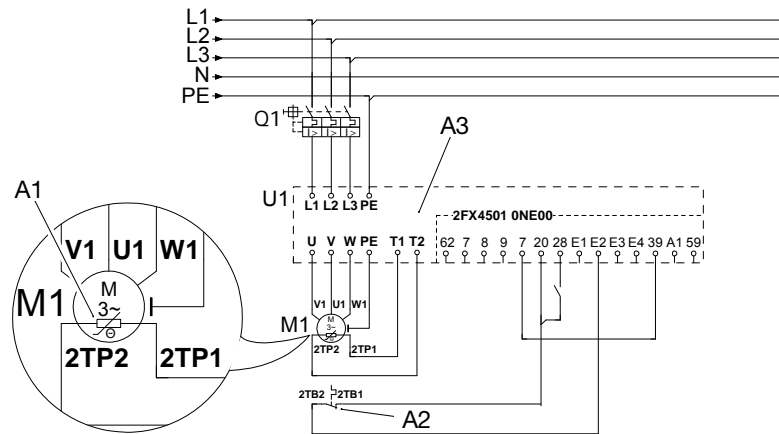 L1
L2
L3
N
PE
Q1
A3
A1
U1
L1 L2 L3 PE
2FX4501 0NE00
U V W PE T1 T2
62 7 8 9 7 20 28 E1 E2 E3 E4 39 A1 59
V1 U1 W1
M
3~
M1
Θ
2TP2 2TP1
V1 U1 W1
M
3~
M1
2TP2 2TP1
2TB2 2TB1
A2